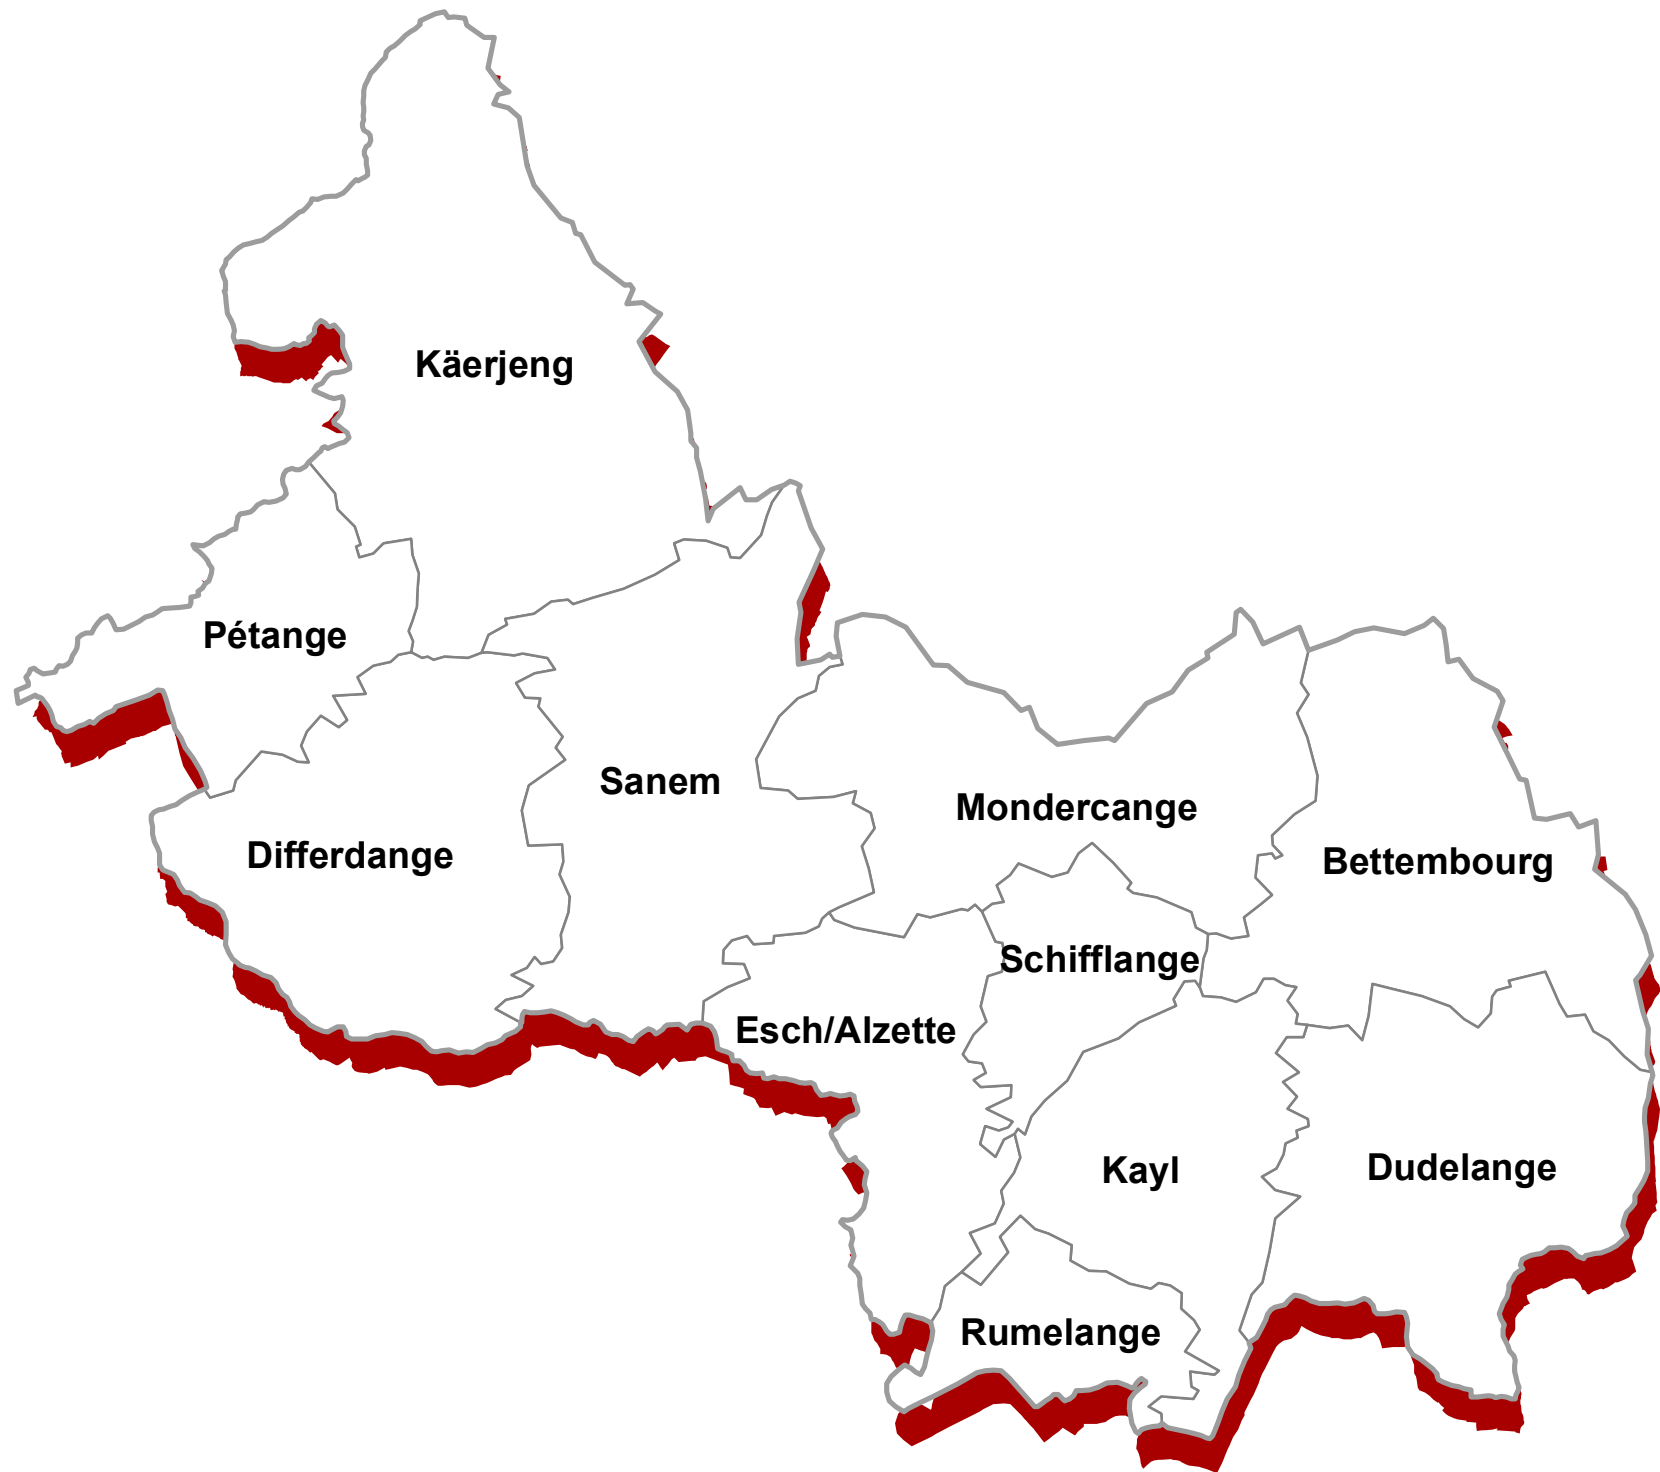 Käerjeng
Pétange
Sanem
Mondercange
Differdange
Bettembourg
Schifflange
Esch/Alzette
Kayl
Dudelange
Rumelange